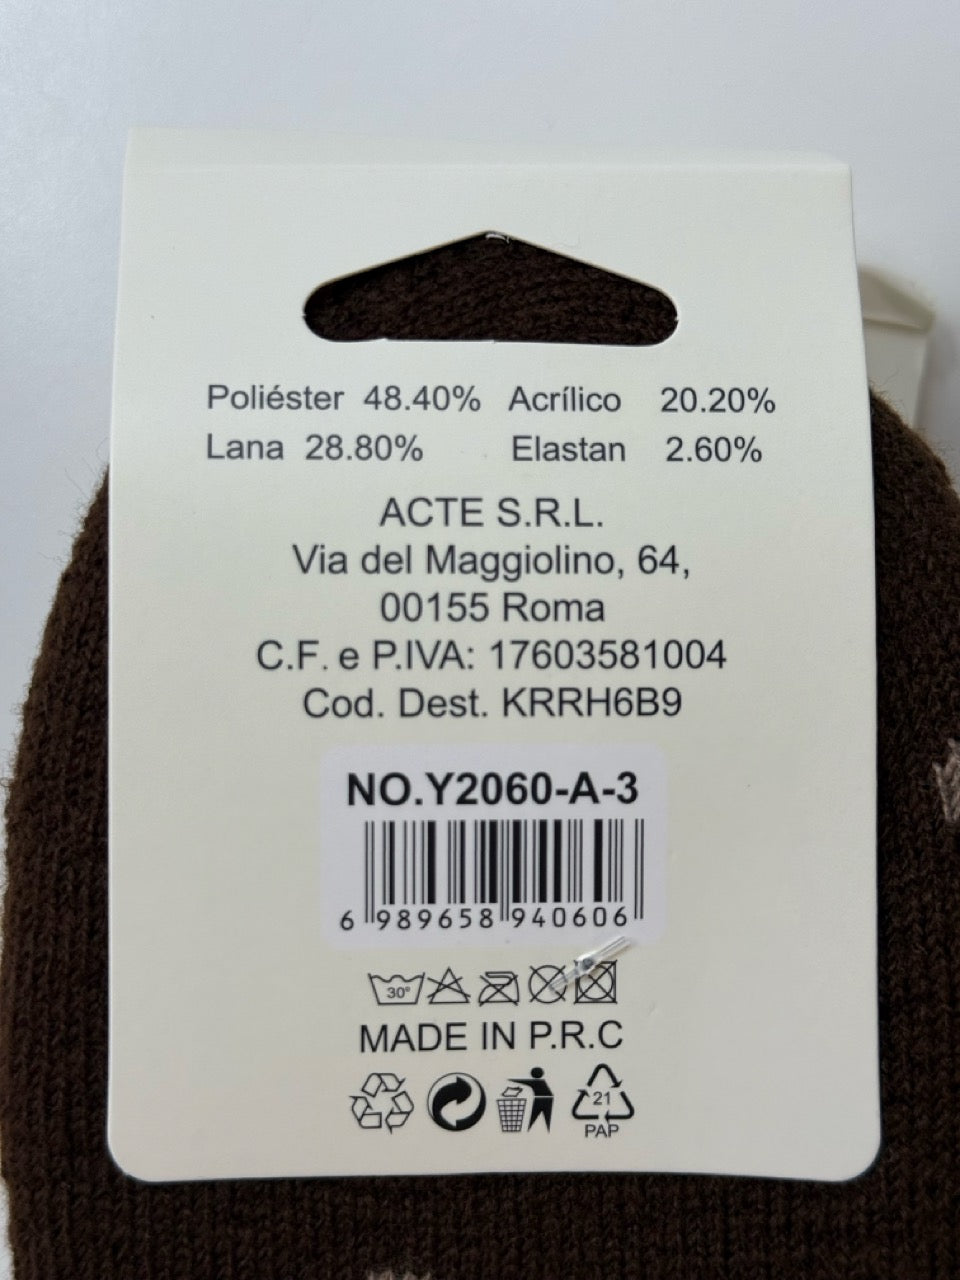 Poliéster 48.40% Acrílico 20.20%
Lana 28.80% Elastan 2.60%
ACTE S.R.L.
Via del Maggiolino, 64,
00155 Roma
C.F. e P.IVA: 17603581004
Cod. Dest. KRRH6B9
NO.Y2060-A-3
6 989658 940606
30°
MADE IN P.R.C
21
PAP